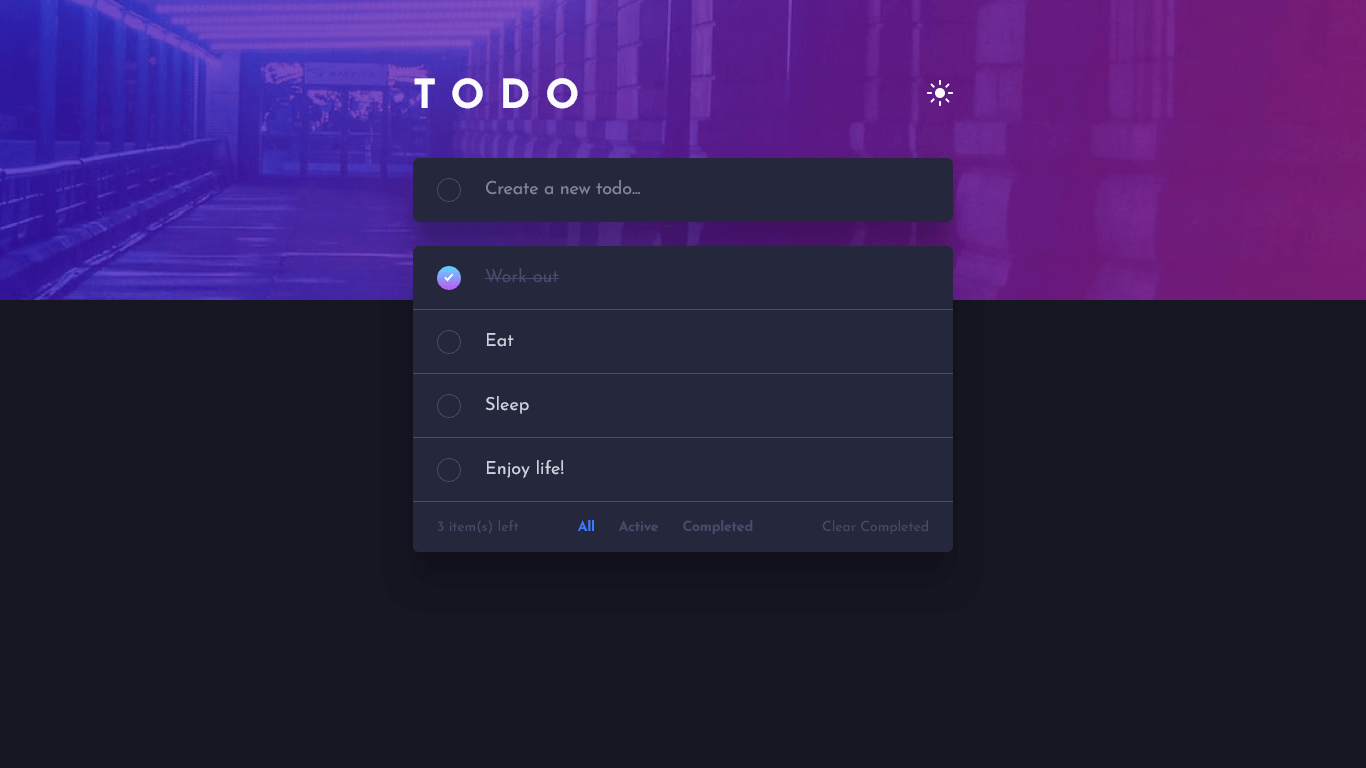 TODO
Create a new todo...
Work out
Eat
Sleep
Enjoy life!
3 item(s) left All Active Completed Clear Completed